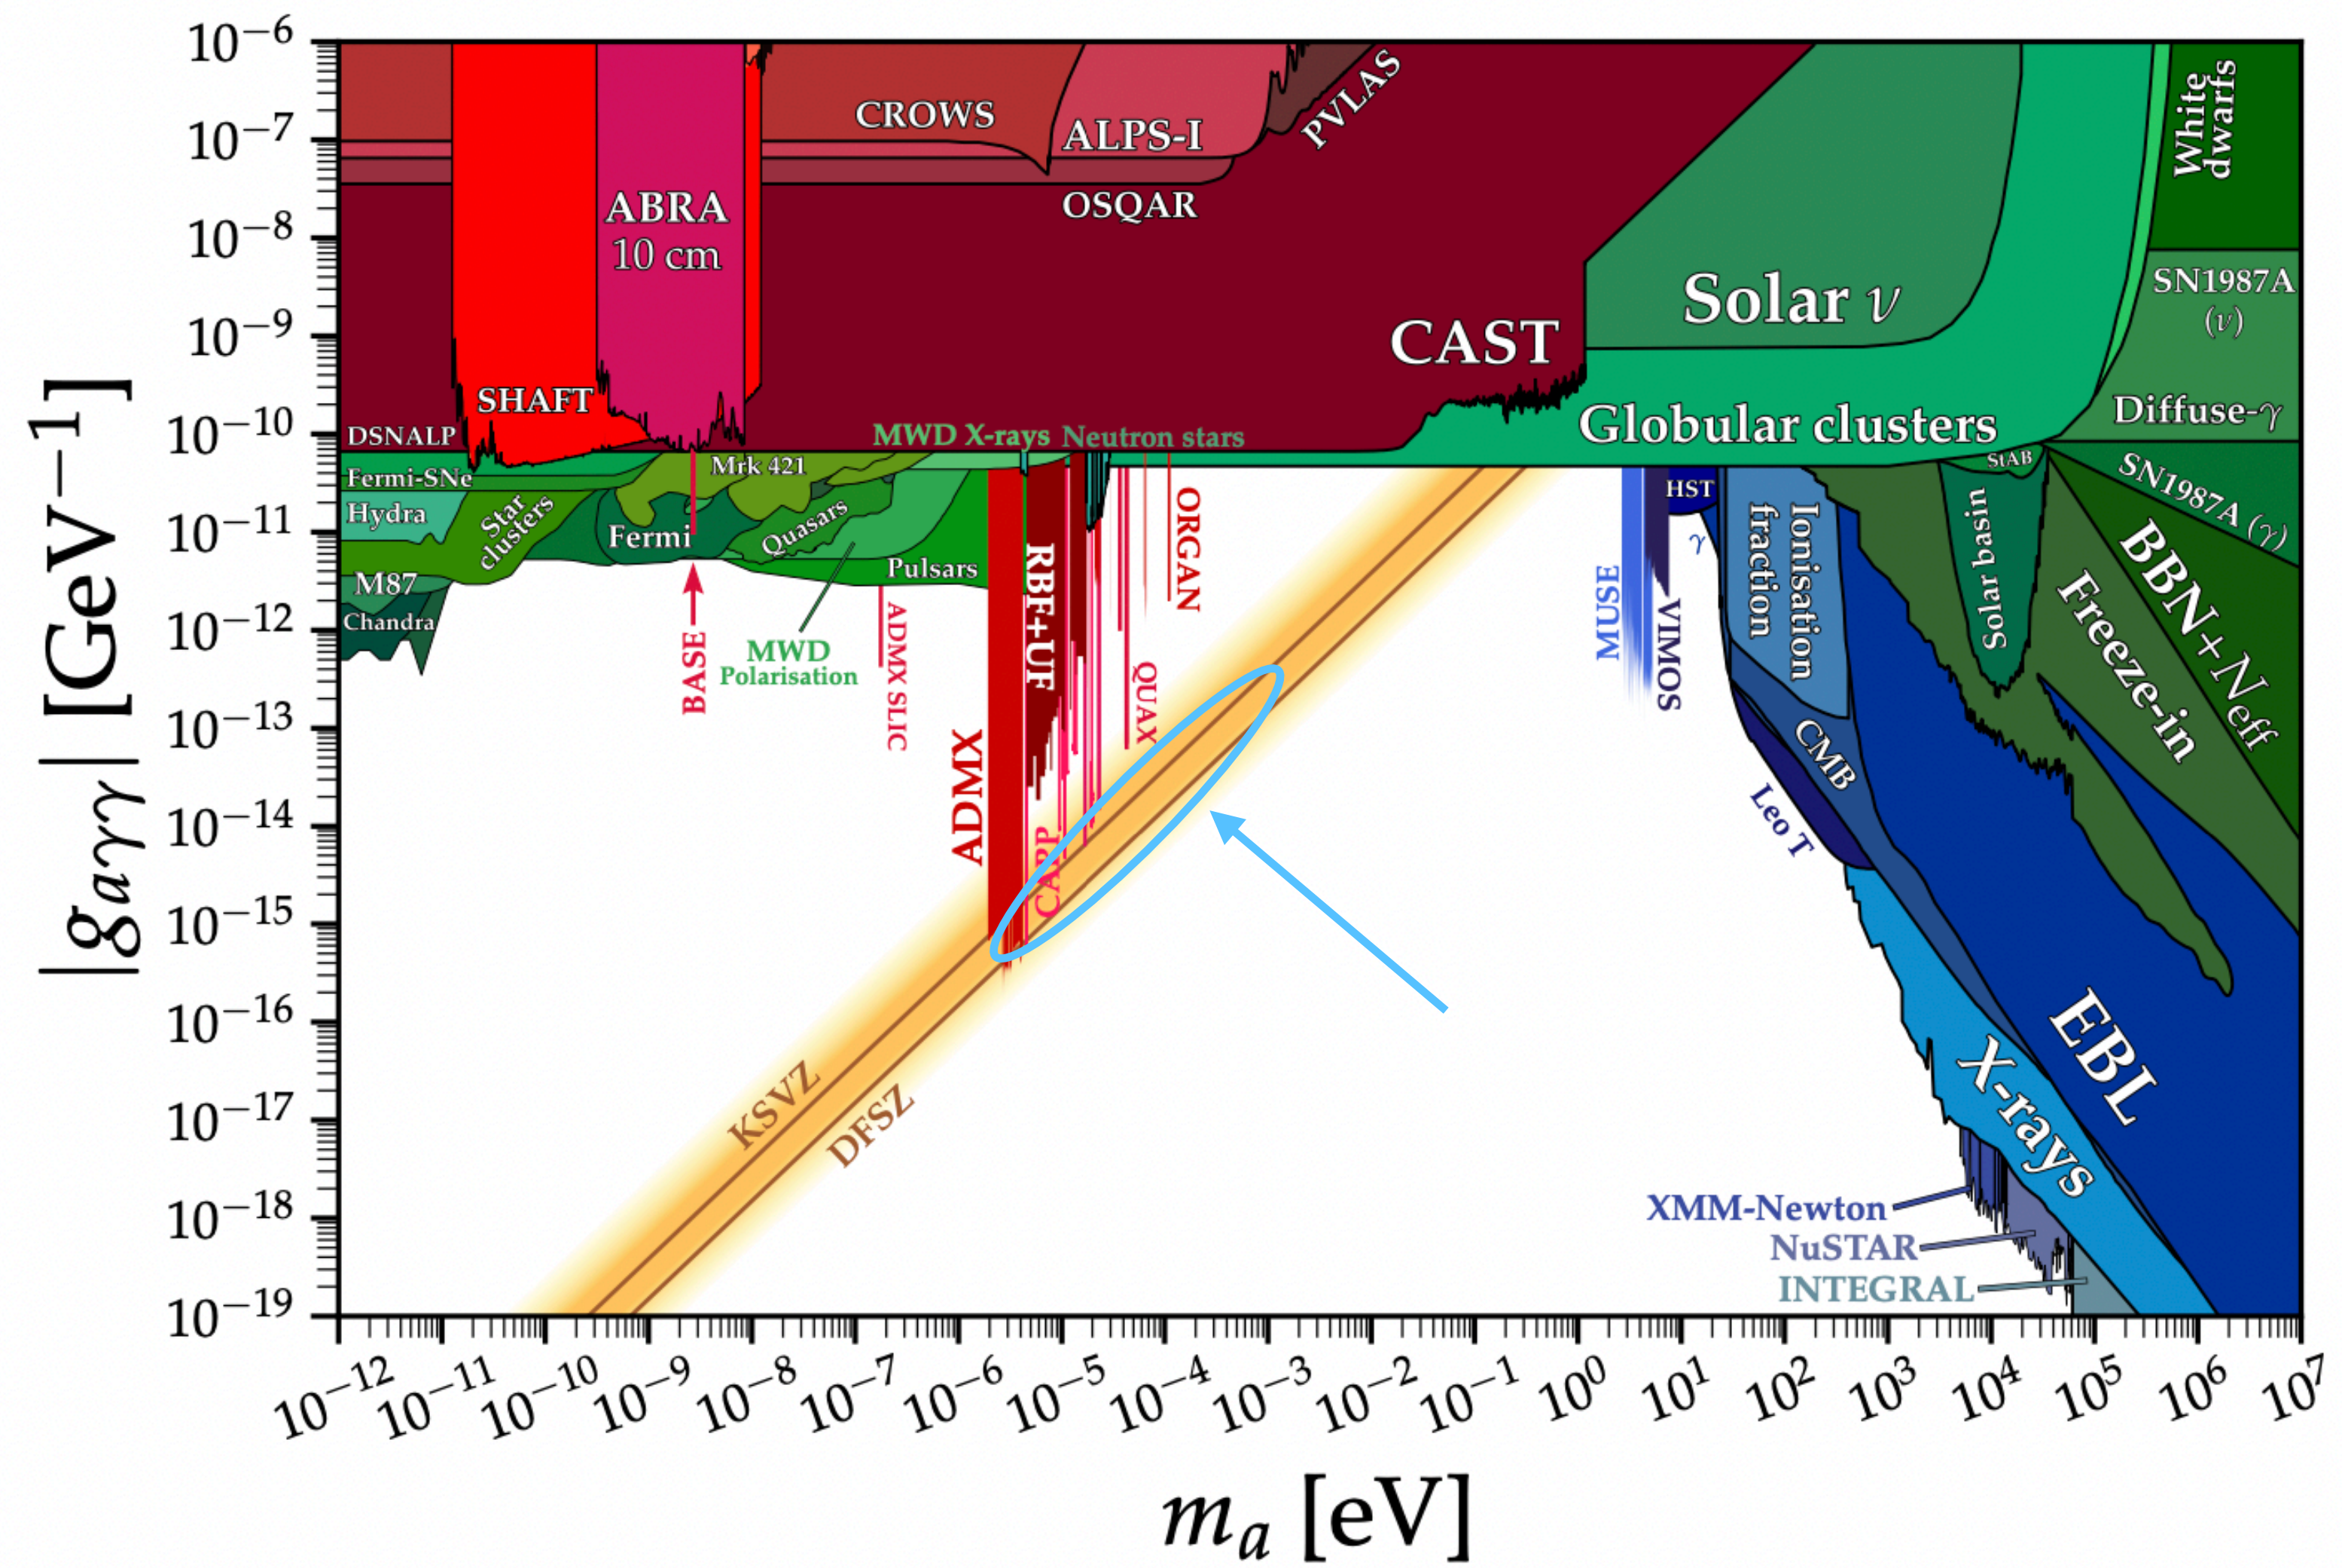 |g_{aγγ}| [GeV^{−1}]
10^{−6}
10^{−7}
10^{−8}
10^{−9}
10^{−10}
10^{−11}
10^{−12}
10^{−13}
10^{−14}
10^{−15}
10^{−16}
10^{−17}
10^{−18}
10^{−19}
CROWS
ALPS-I
PVLAS
OSQAR
ABRA
10 cm
SHAFT
CAST
Solar ν
Globular clusters
White
dwarfs
SN1987A
(ν)
Diffuse-γ
DSNALP
Fermi-SNe
Hydra
M87
Chandra
Star
clusters
Fermi
Mrk 421
MWD X-rays
Neutron stars
Quasars
Pulsars
BASE
MWD
Polarisation
ADMX SLIC
ADMX
RBF+UF
CAPP
QUAX
ORGAN
KSVZ
DFSZ
MUSE
VIMOS
HST
γ
Ionisation
fraction
CMB
Leo T
StAB
Solar basin
SN1987A (γ)
BBN+N_{eff}
Freeze-in
EBL
X-rays
XMM-Newton
NuSTAR
INTEGRAL
10^{−12}
10^{−11}
10^{−10}
10^{−9}
10^{−8}
10^{−7}
10^{−6}
10^{−5}
10^{−4}
10^{−3}
10^{−2}
10^{−1}
10^{0}
10^{1}
10^{2}
10^{3}
10^{4}
10^{5}
10^{6}
10^{7}
m_a [eV]